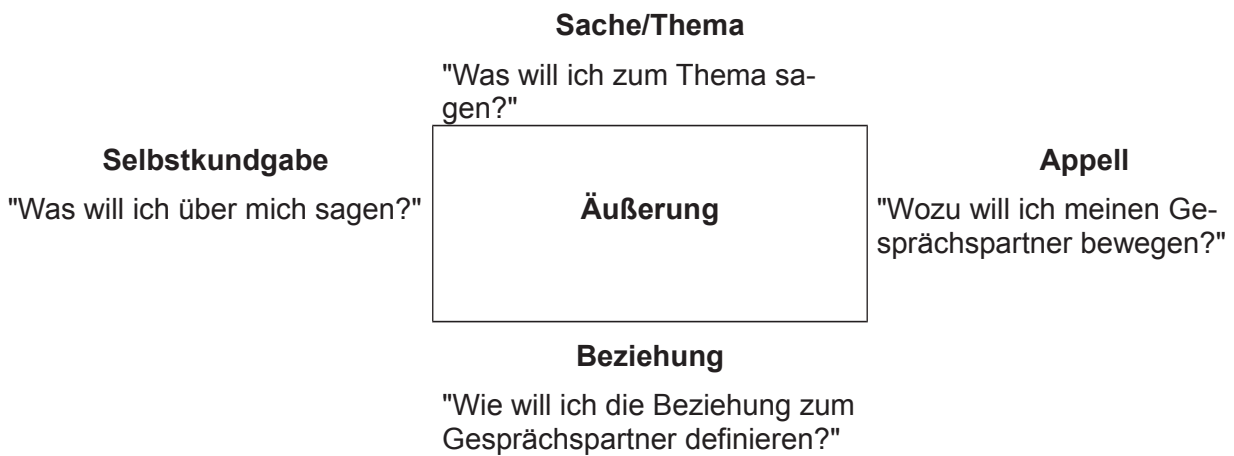 Sache/Thema
"Was will ich zum Thema sa-
gen?"
Selbstkundgabe
"Was will ich über mich sagen?"
Äußerung
Appell
"Wozu will ich meinen Ge-
sprächspartner bewegen?"
Beziehung
"Wie will ich die Beziehung zum
Gesprächspartner definieren?"